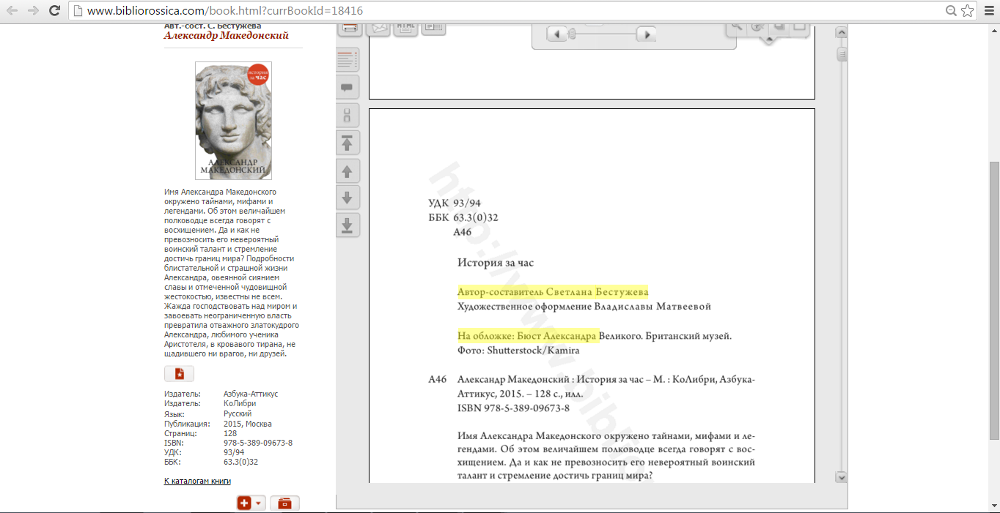 www.bibliorossica.com/book.html?currBookId=18416
Авт.-сост. С. Бестужева
Александр Македонский
история
за час
АЛЕКСАНДР
МАКЕДОНСКИЙ
Имя Александра Македонского
окружено тайнами, мифами и
легендами. Об этом величайшем
полководце всегда говорят с
восхищением. Да и как не
превозносить его невероятный
воинский талант и стремление
достичь границ мира? Подробности
блистательной и страшной жизни
Александра, овеянной сиянием
славы и отмеченной чудовищной
жестокостью, известны не всем.
Жажда господствовать над миром и
завоевать неограниченную власть
превратила отважного златокудрого
Александра, любимого ученика
Аристотеля, в кровавого тирана, не
щадившего ни врагов, ни друзей.
Издатель: Азбука-Аттикус
Издатель: КоЛибри
Язык: Русский
Публикация: 2015, Москва
Страниц: 128
ISBN: 978-5-389-09673-8
УДК: 93/94
ББК: 63.3(0)32
К каталогам книги
HTML
http://www.biblio
УДК 93/94
ББК 63.3(0)32
А46
История за час
Автор-составитель Светлана Бестужева
Художественное оформление Владиславы Матвеевой
На обложке: Бюст Александра Великого. Британский музей.
Фото: Shutterstock/Kamira
А46 Александр Македонский : История за час – М. : КоЛибри, Азбука-
Аттикус, 2015. – 128 с., илл.
ISBN 978-5-389-09673-8
Имя Александра Македонского окружено тайнами, мифами и ле-
гендами. Об этом величайшем полководце всегда говорят с вос-
хищением. Да и как не превозносить его невероятный воинский
талант и стремление достичь границ мира?